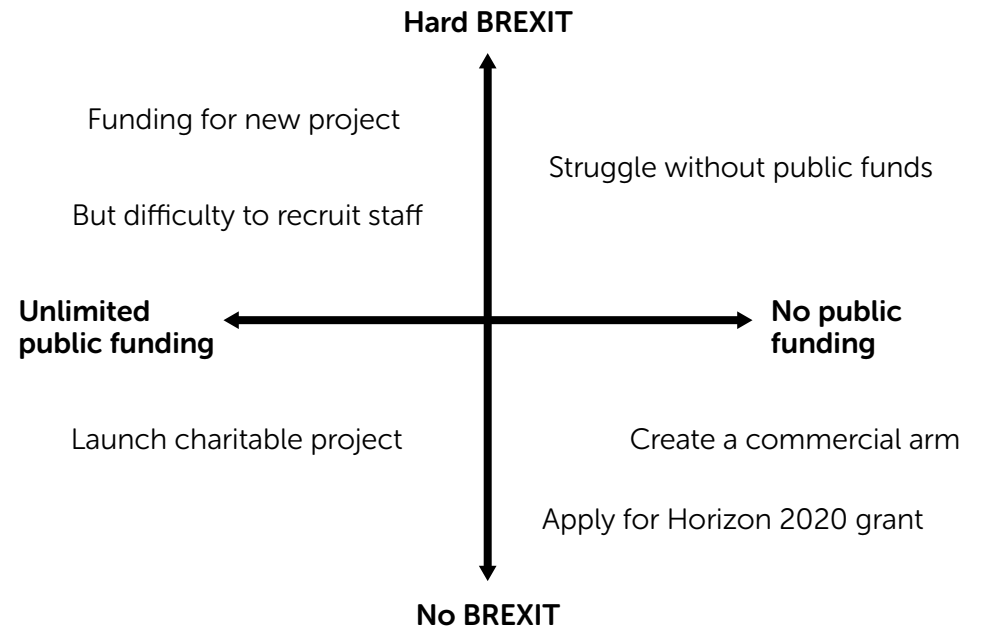 Hard BREXIT
Funding for new project
Struggle without public funds
But difficulty to recruit staff
Unlimited
public funding
No public
funding
Launch charitable project
Create a commercial arm
Apply for Horizon 2020 grant
No BREXIT